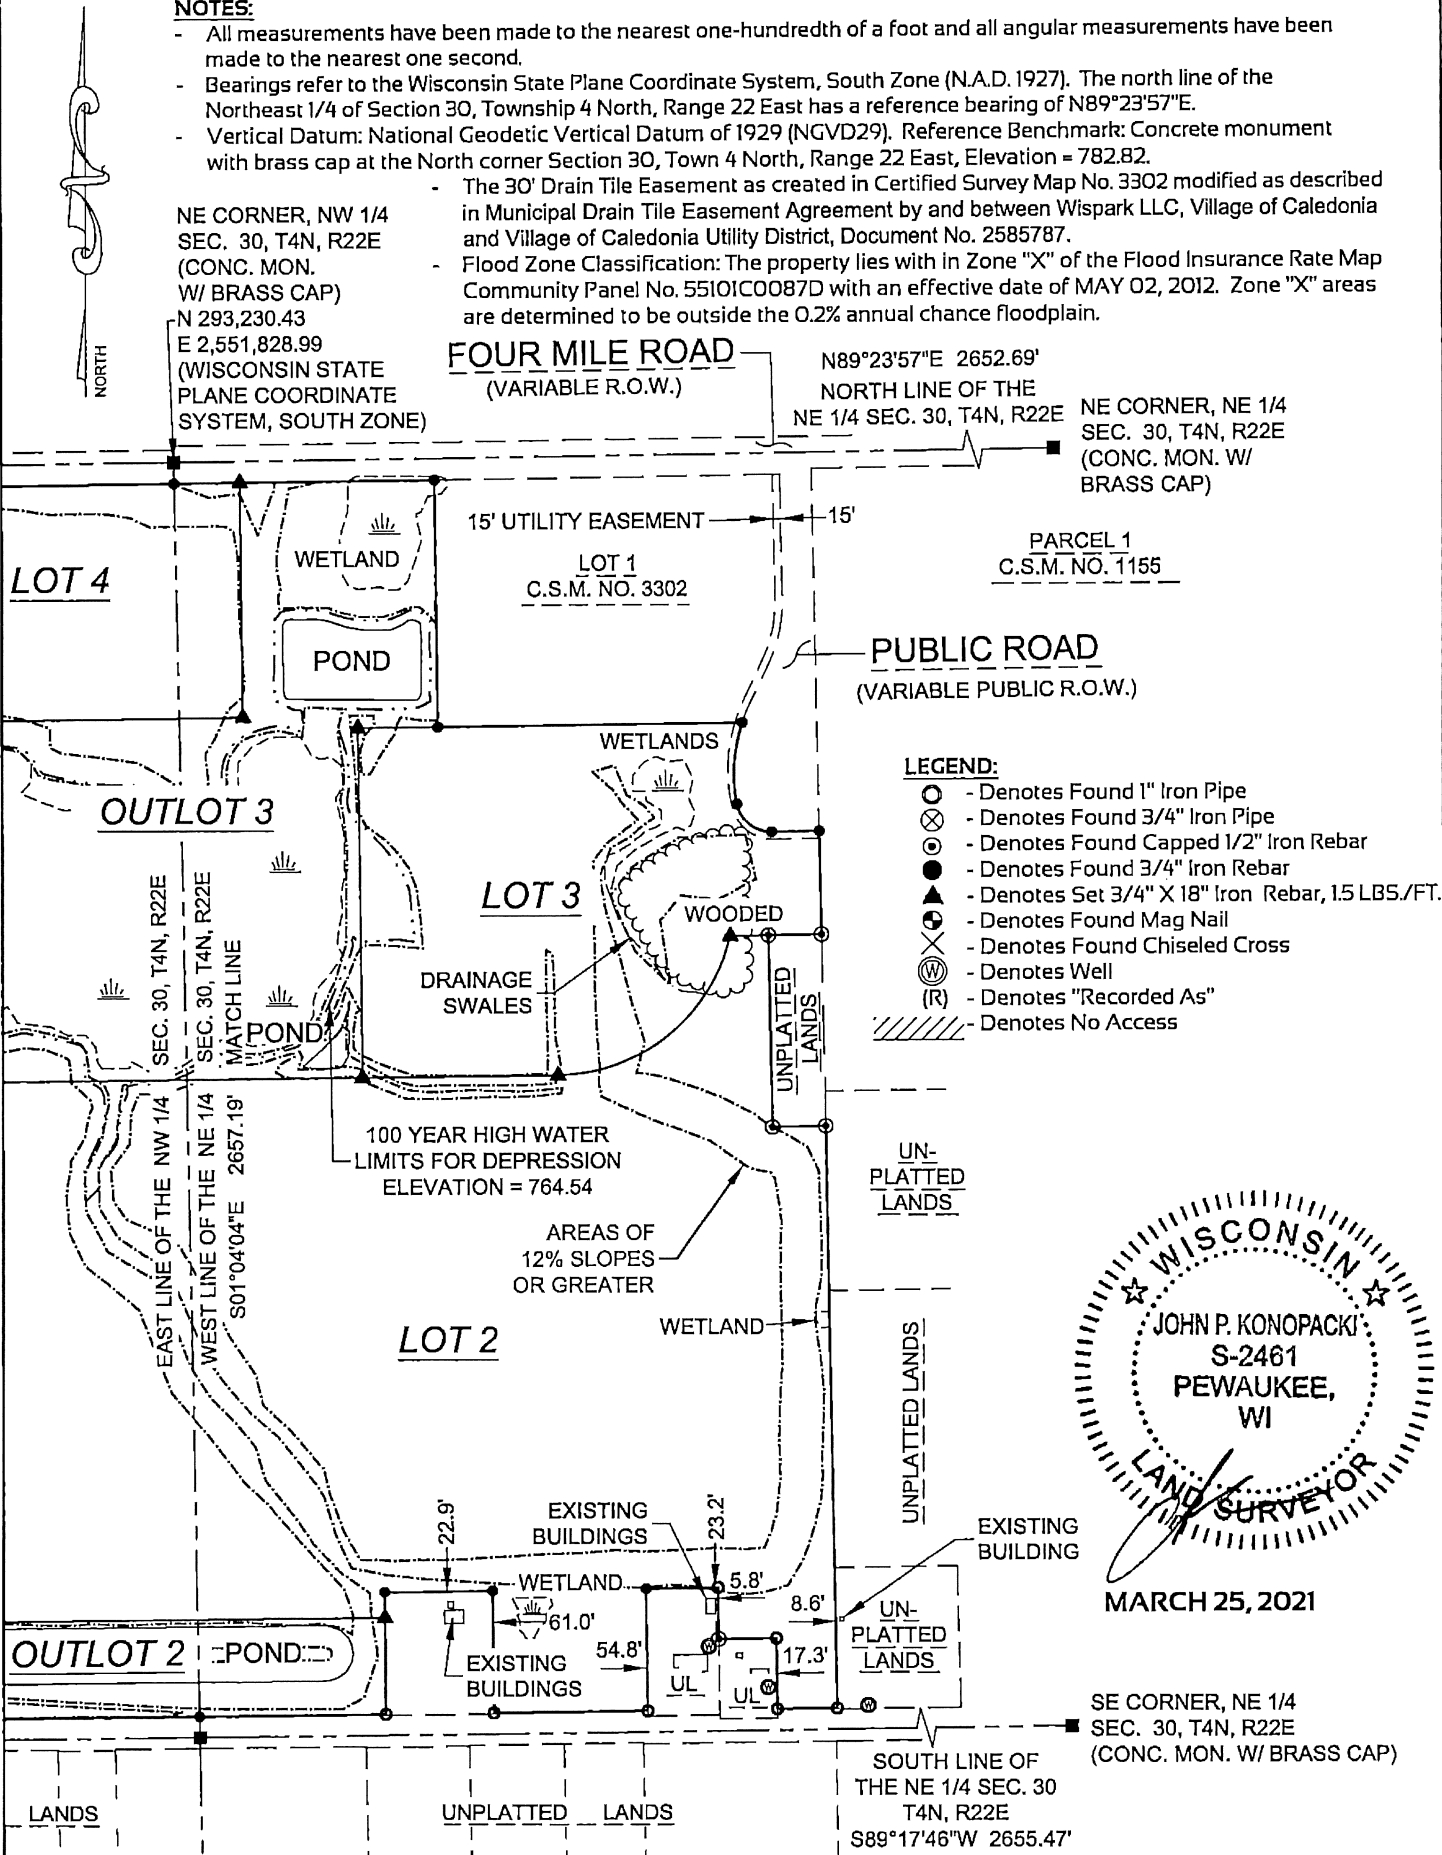 NOTES:
- All measurements have been made to the nearest one-hundredth of a foot and all angular measurements have been
made to the nearest one second.
- Bearings refer to the Wisconsin State Plane Coordinate System, South Zone (N.A.D. 1927). The north line of the
Northeast 1/4 of Section 30, Township 4 North, Range 22 East has a reference bearing of N89°23'57"E.
- Vertical Datum: National Geodetic Vertical Datum of 1929 (NGVD29). Reference Benchmark: Concrete monument
with brass cap at the North corner Section 30, Town 4 North, Range 22 East, Elevation = 782.82.
- The 30' Drain Tile Easement as created in Certified Survey Map No. 3302 modified as described
in Municipal Drain Tile Easement Agreement by and between Wispark LLC, Village of Caledonia
and Village of Caledonia Utility District, Document No. 2585787.
- Flood Zone Classification: The property lies with in Zone "X" of the Flood Insurance Rate Map
Community Panel No. 55101C0087D with an effective date of MAY 02, 2012. Zone "X" areas
are determined to be outside the 0.2% annual chance floodplain.
NORTH
NE CORNER, NW 1/4
SEC. 30, T4N, R22E
(CONC. MON.
W/ BRASS CAP)
N 293,230.43
E 2,551,828.99
(WISCONSIN STATE
PLANE COORDINATE
SYSTEM, SOUTH ZONE)
FOUR MILE ROAD
(VARIABLE R.O.W.)
N89°23'57"E 2652.69'
NORTH LINE OF THE
NE 1/4 SEC. 30, T4N, R22E
NE CORNER, NE 1/4
SEC. 30, T4N, R22E
(CONC. MON. W/
BRASS CAP)
15' UTILITY EASEMENT
15'
WETLAND
LOT 1
C.S.M. NO. 3302
PARCEL 1
C.S.M. NO. 1155
LOT 4
POND
PUBLIC ROAD
(VARIABLE PUBLIC R.O.W.)
WETLANDS
LEGEND:
- Denotes Found 1" Iron Pipe
- Denotes Found 3/4" Iron Pipe
- Denotes Found Capped 1/2" Iron Rebar
- Denotes Found 3/4" Iron Rebar
- Denotes Set 3/4" X 18" Iron Rebar, 1.5 LBS./FT.
- Denotes Found Mag Nail
- Denotes Found Chiseled Cross
W - Denotes Well
(R) - Denotes "Recorded As"
- Denotes No Access
OUTLOT 3
LOT 3
WOODED
DRAINAGE
SWALES
UNPLATTED
LANDS
POND
EAST LINE OF THE NW 1/4 SEC. 30, T4N, R22E
WEST LINE OF THE NE 1/4 SEC. 30, T4N, R22E
S01°04'04"E 2657.19' MATCH LINE
100 YEAR HIGH WATER
LIMITS FOR DEPRESSION
ELEVATION = 764.54
UN-
PLATTED
LANDS
AREAS OF
12% SLOPES
OR GREATER
WETLAND
LOT 2
UNPLATTED LANDS
WISCONSIN
JOHN P. KONOPACKI
S-2461
PEWAUKEE,
WI
LAND SURVEYOR
MARCH 25, 2021
22.9'
EXISTING
BUILDINGS
23.2'
EXISTING
BUILDING
WETLAND
5.8'
8.6'
61.0'
UN-
PLATTED
LANDS
OUTLOT 2
POND
EXISTING
BUILDINGS
54.8'
17.3'
W
UL
UL
W
W
SE CORNER, NE 1/4
SEC. 30, T4N, R22E
(CONC. MON. W/ BRASS CAP)
SOUTH LINE OF
THE NE 1/4 SEC. 30
T4N, R22E
S89°17'46"W 2655.47'
LANDS
UNPLATTED LANDS